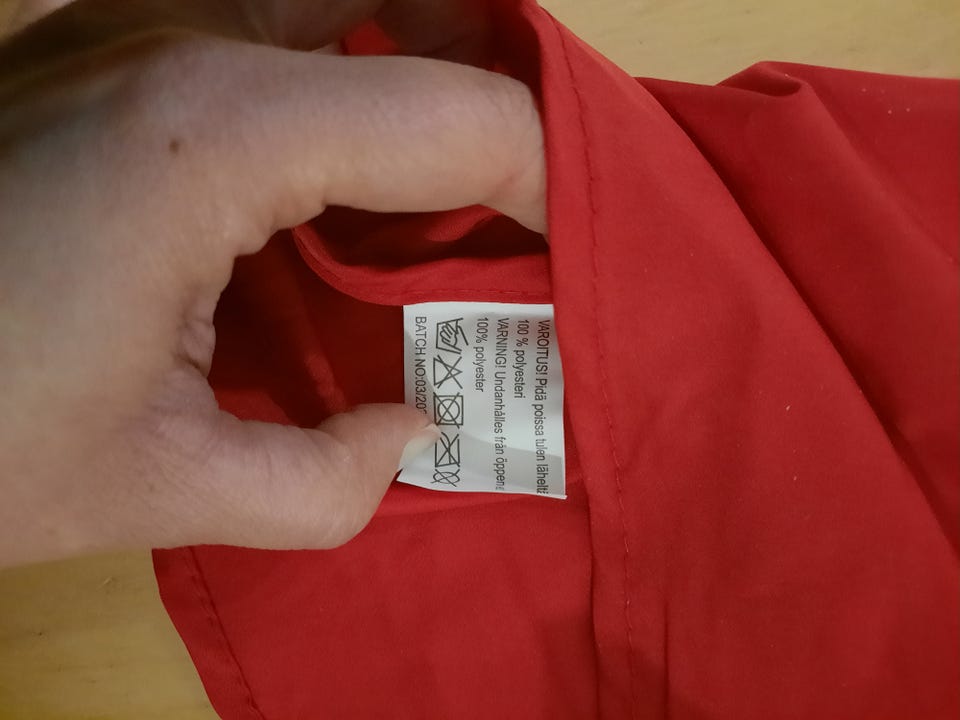 VAROITUS! Pidä poissa tulen läheltä
100 % polyesteri
VARNING! Undanhålles från öppen
100% polyester
BATCH NO:03/20